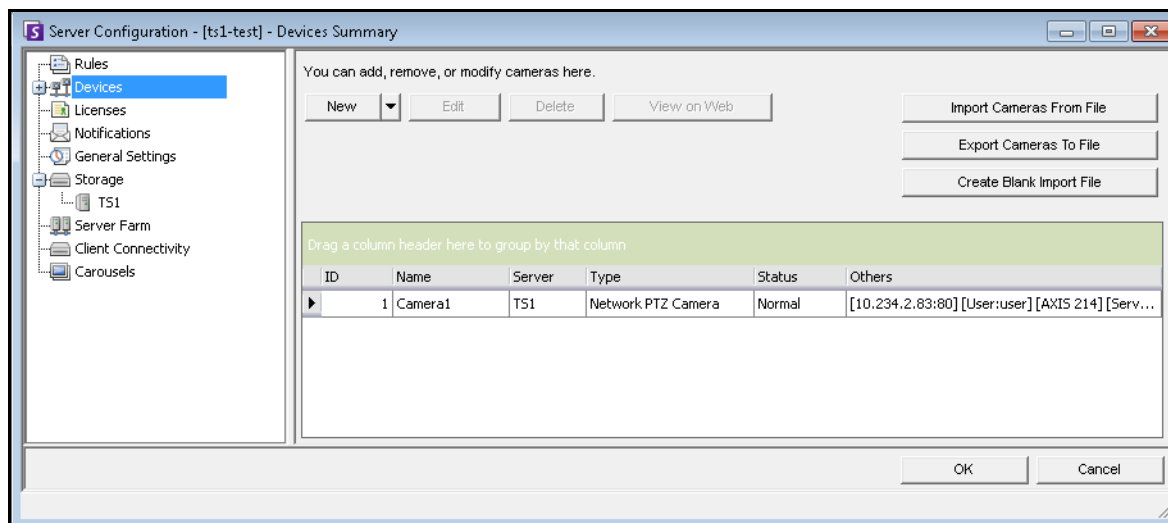 Server Configuration - [ts1-test] - Devices Summary
Rules
Devices
Licenses
Notifications
General Settings
Storage
TS1
Server Farm
Client Connectivity
Carousels
You can add, remove, or modify cameras here.
New Edit Delete View on Web
Import Cameras From File
Export Cameras To File
Create Blank Import File
Drag a column header here to group by that column
ID Name Server Type Status Others
1 Camera1 TS1 Network PTZ Camera Normal [10.234.2.83:80] [User:user] [AXIS 214] [Serv...
OK Cancel